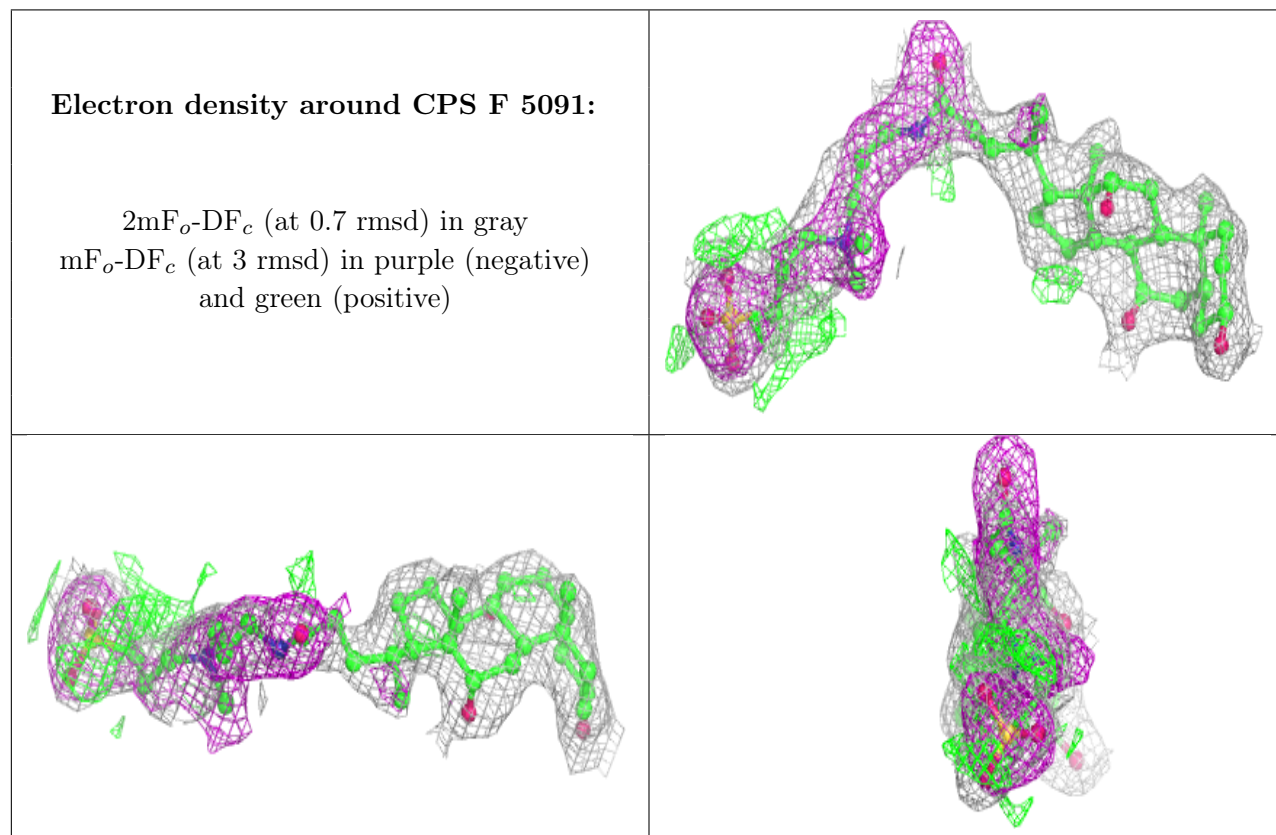 Electron density around CPS F 5091:
2mFₒ-DF𝒸 (at 0.7 rmsd) in gray
mFₒ-DF𝒸 (at 3 rmsd) in purple (negative)
and green (positive)